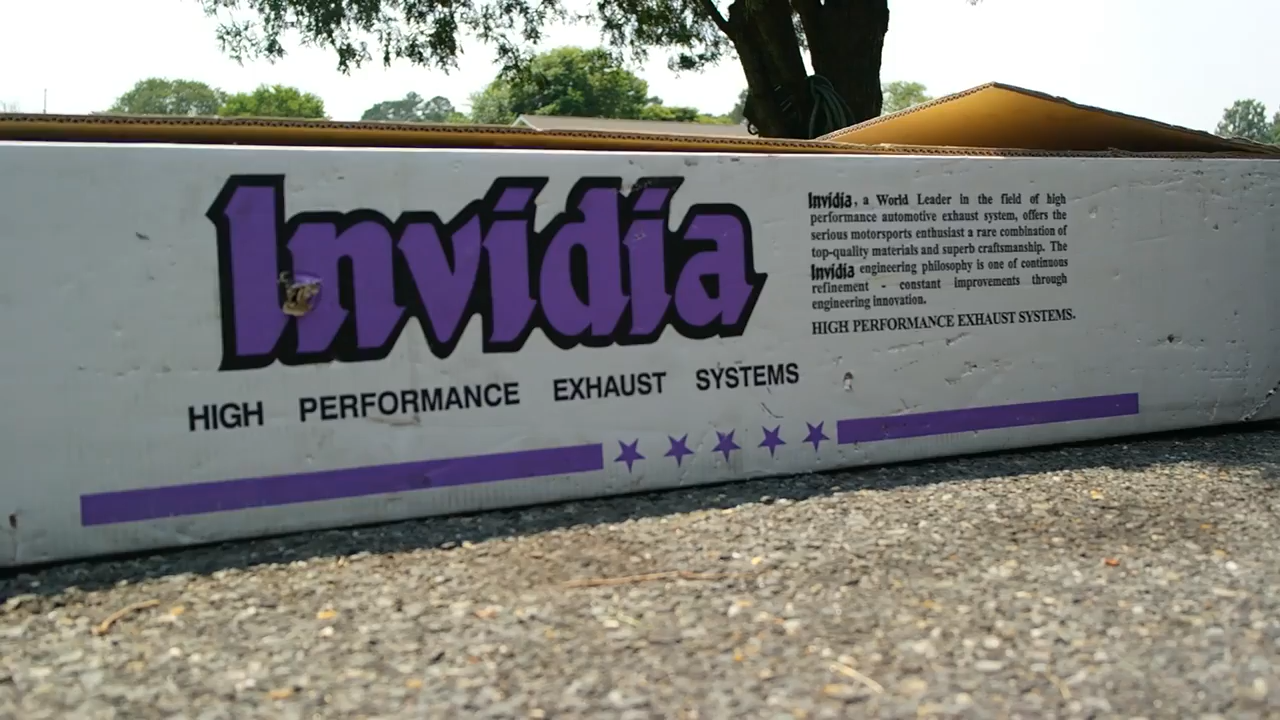 Invidia
HIGH PERFORMANCE EXHAUST SYSTEMS
Invidia, a World Leader in the field of high
performance automotive exhaust system, offers the
serious motorsports enthusiast a rare combination of
top-quality materials and superb craftsmanship. The
Invidia engineering philosophy is one of continuous
refinement - constant improvements through
engineering innovation.
HIGH PERFORMANCE EXHAUST SYSTEMS.